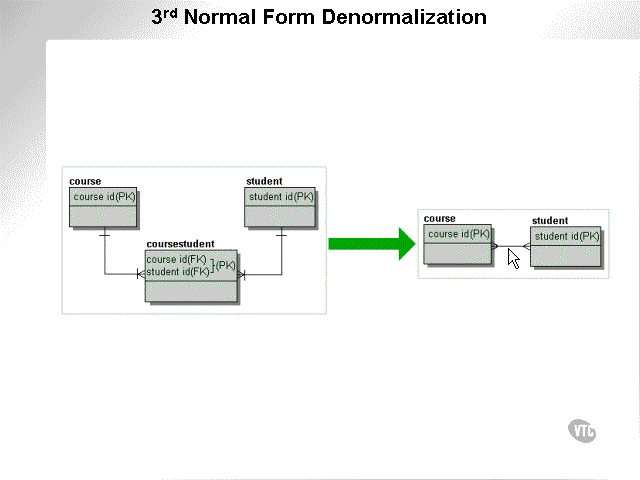 3rd Normal Form Denormalization
course
course id(PK)
student
student id(PK)
coursestudent
course id(FK)
student id(FK)
}(PK)
course
course id(PK)
student
student id(PK)
VTC